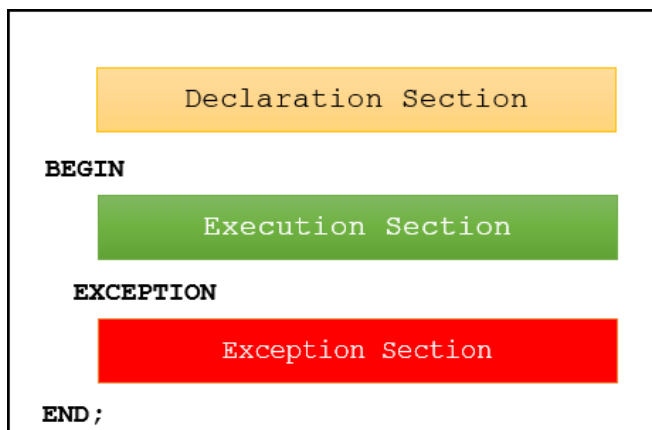 Declaration Section
BEGIN
Execution Section
EXCEPTION
Exception Section
END;